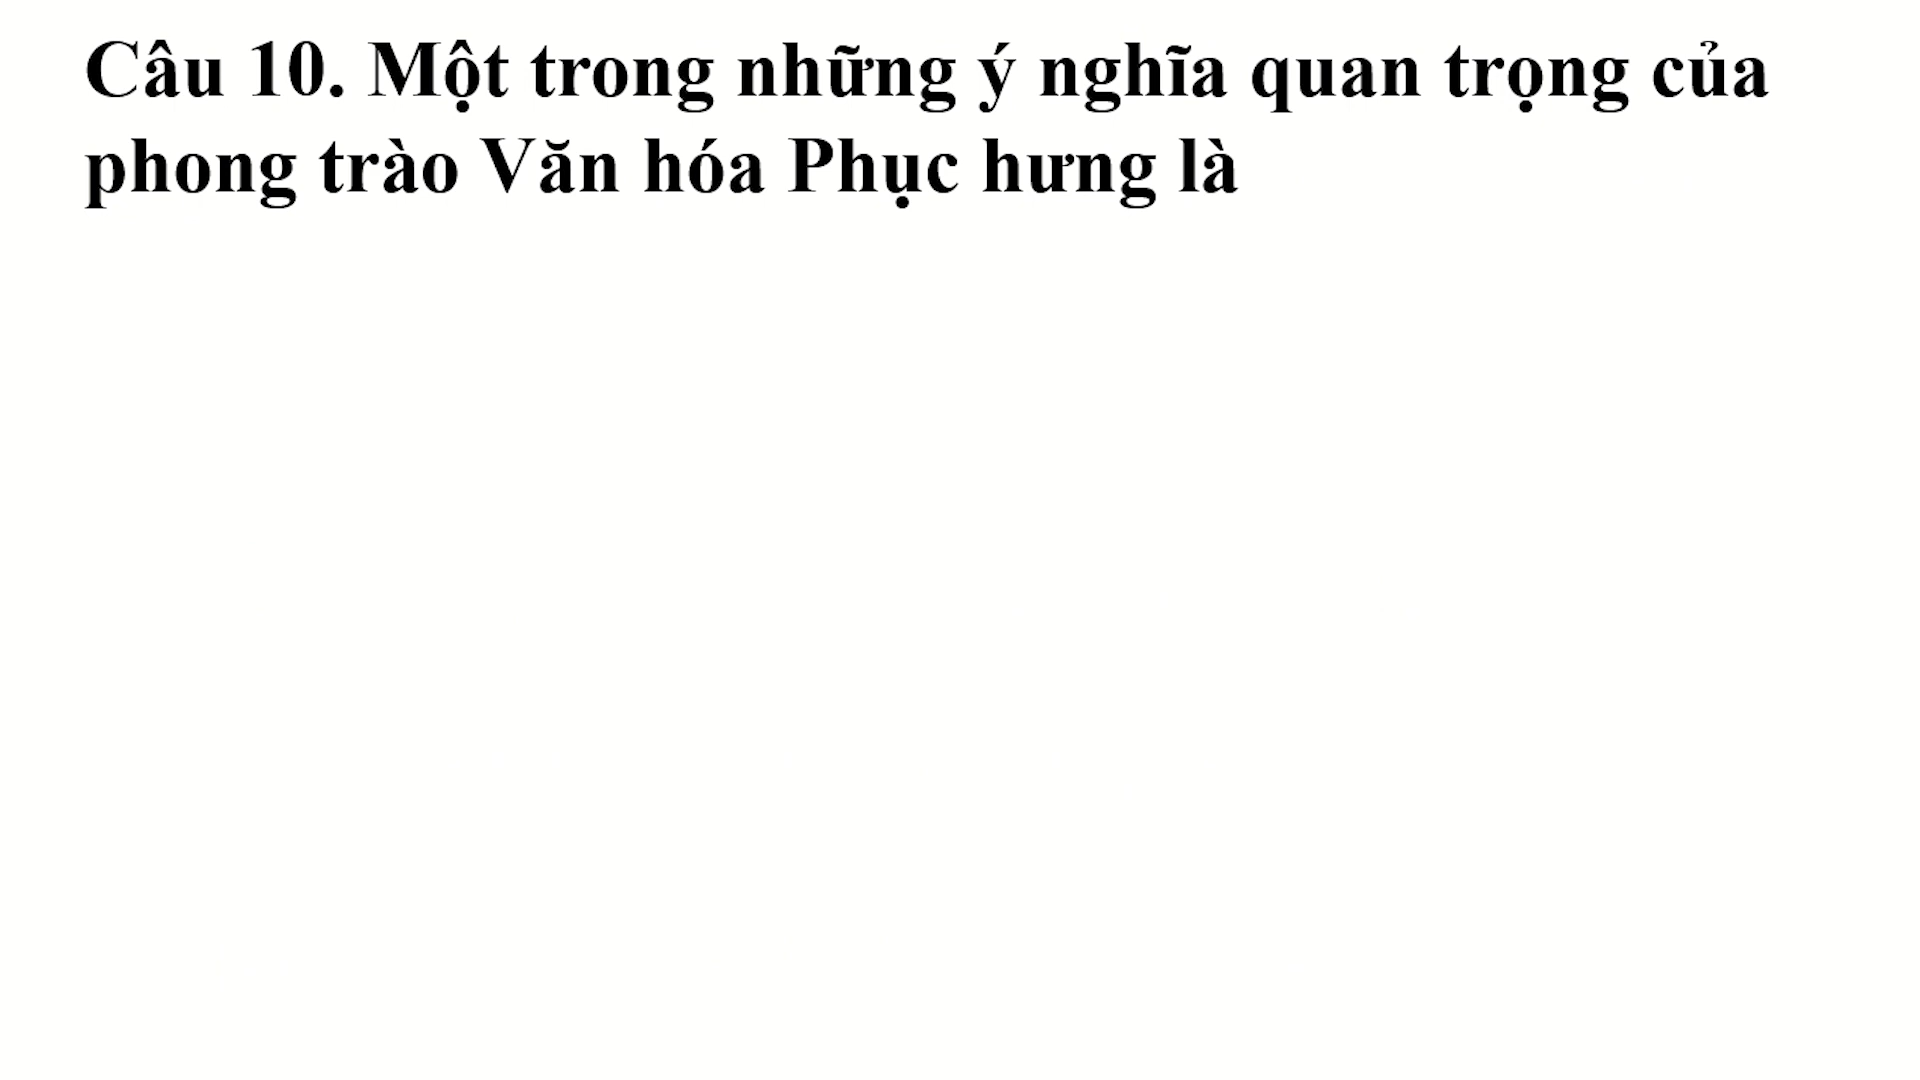 Câu 10. Một trong những ý nghĩa quan trọng của
phong trào Văn hóa Phục hưng là